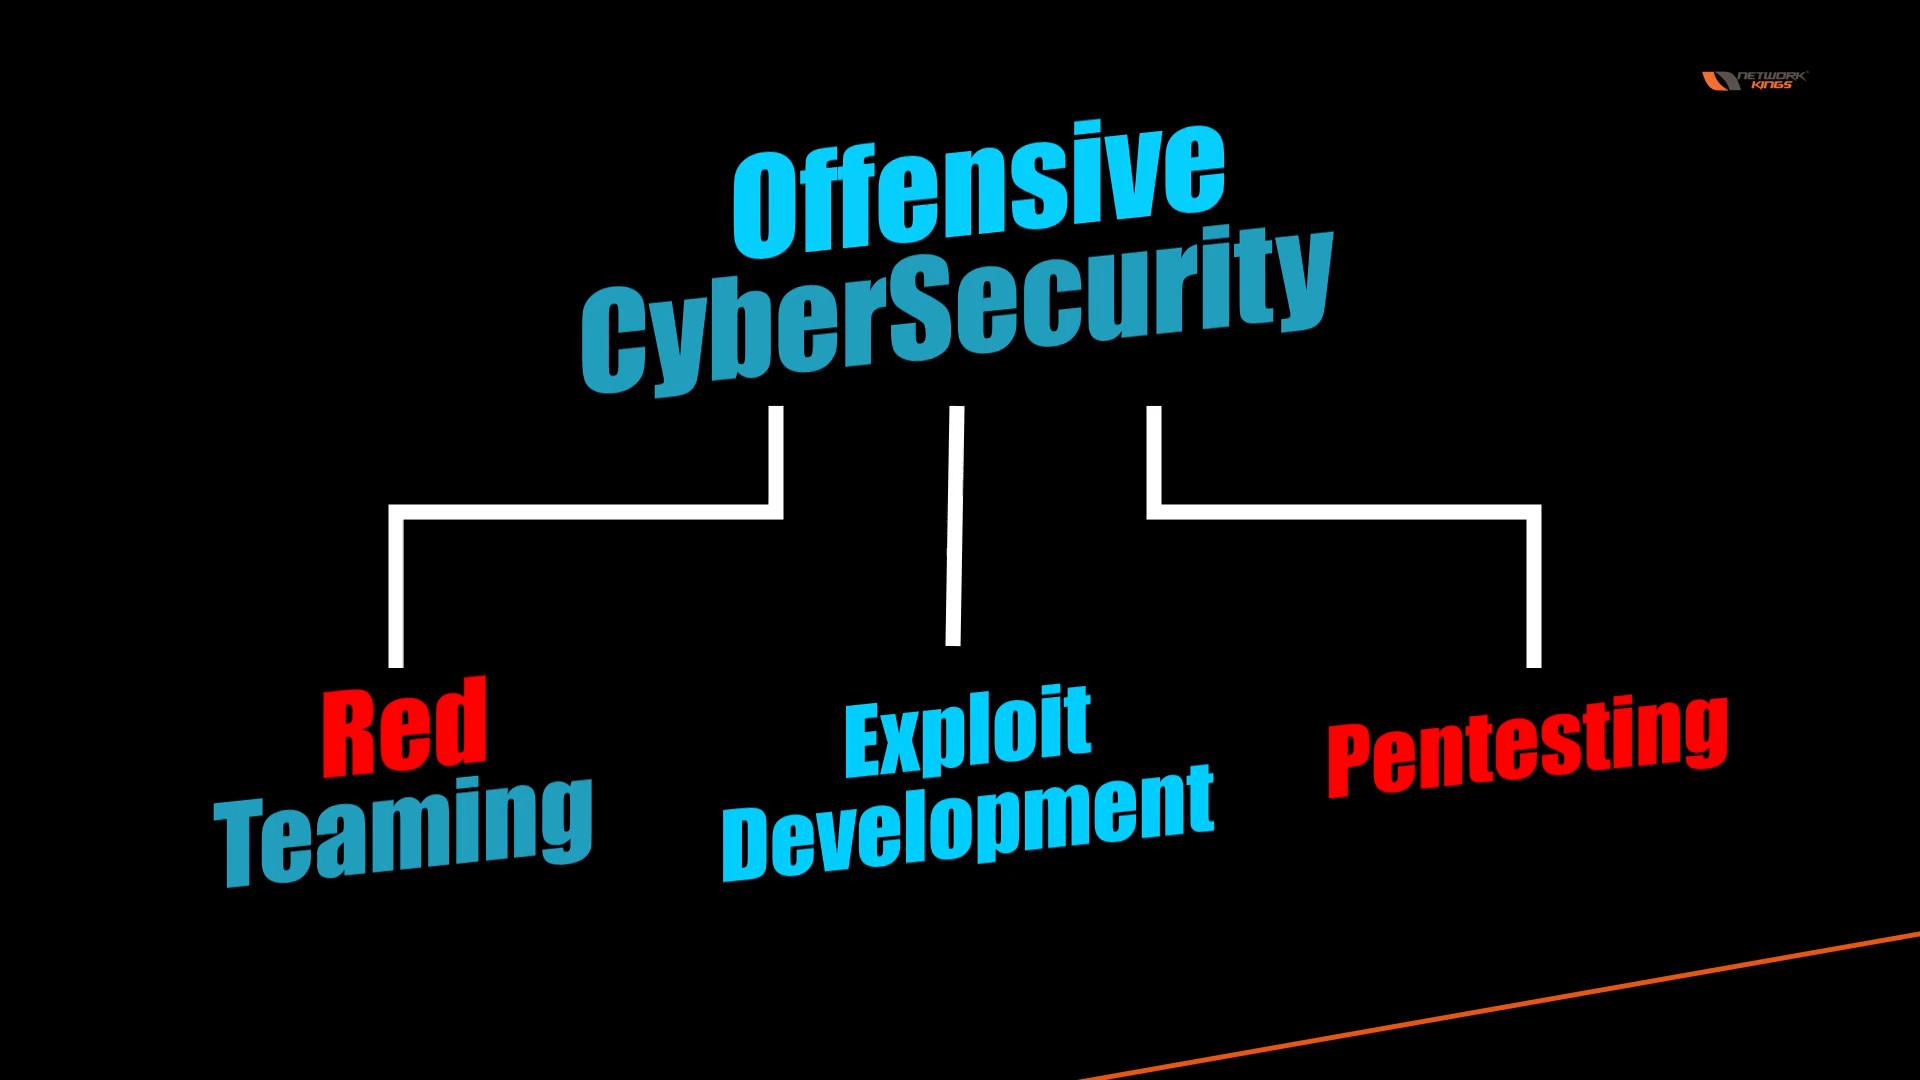 NETWORK
KINGS
Offensive
CyberSecurity
Red
Teaming
Exploit
Development
Pentesting